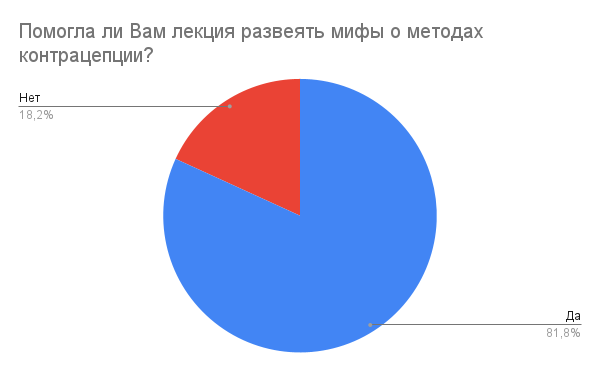 Помогла ли Вам лекция развеять мифы о методах
контрацепции?
Нет
18,2%
Да
81,8%